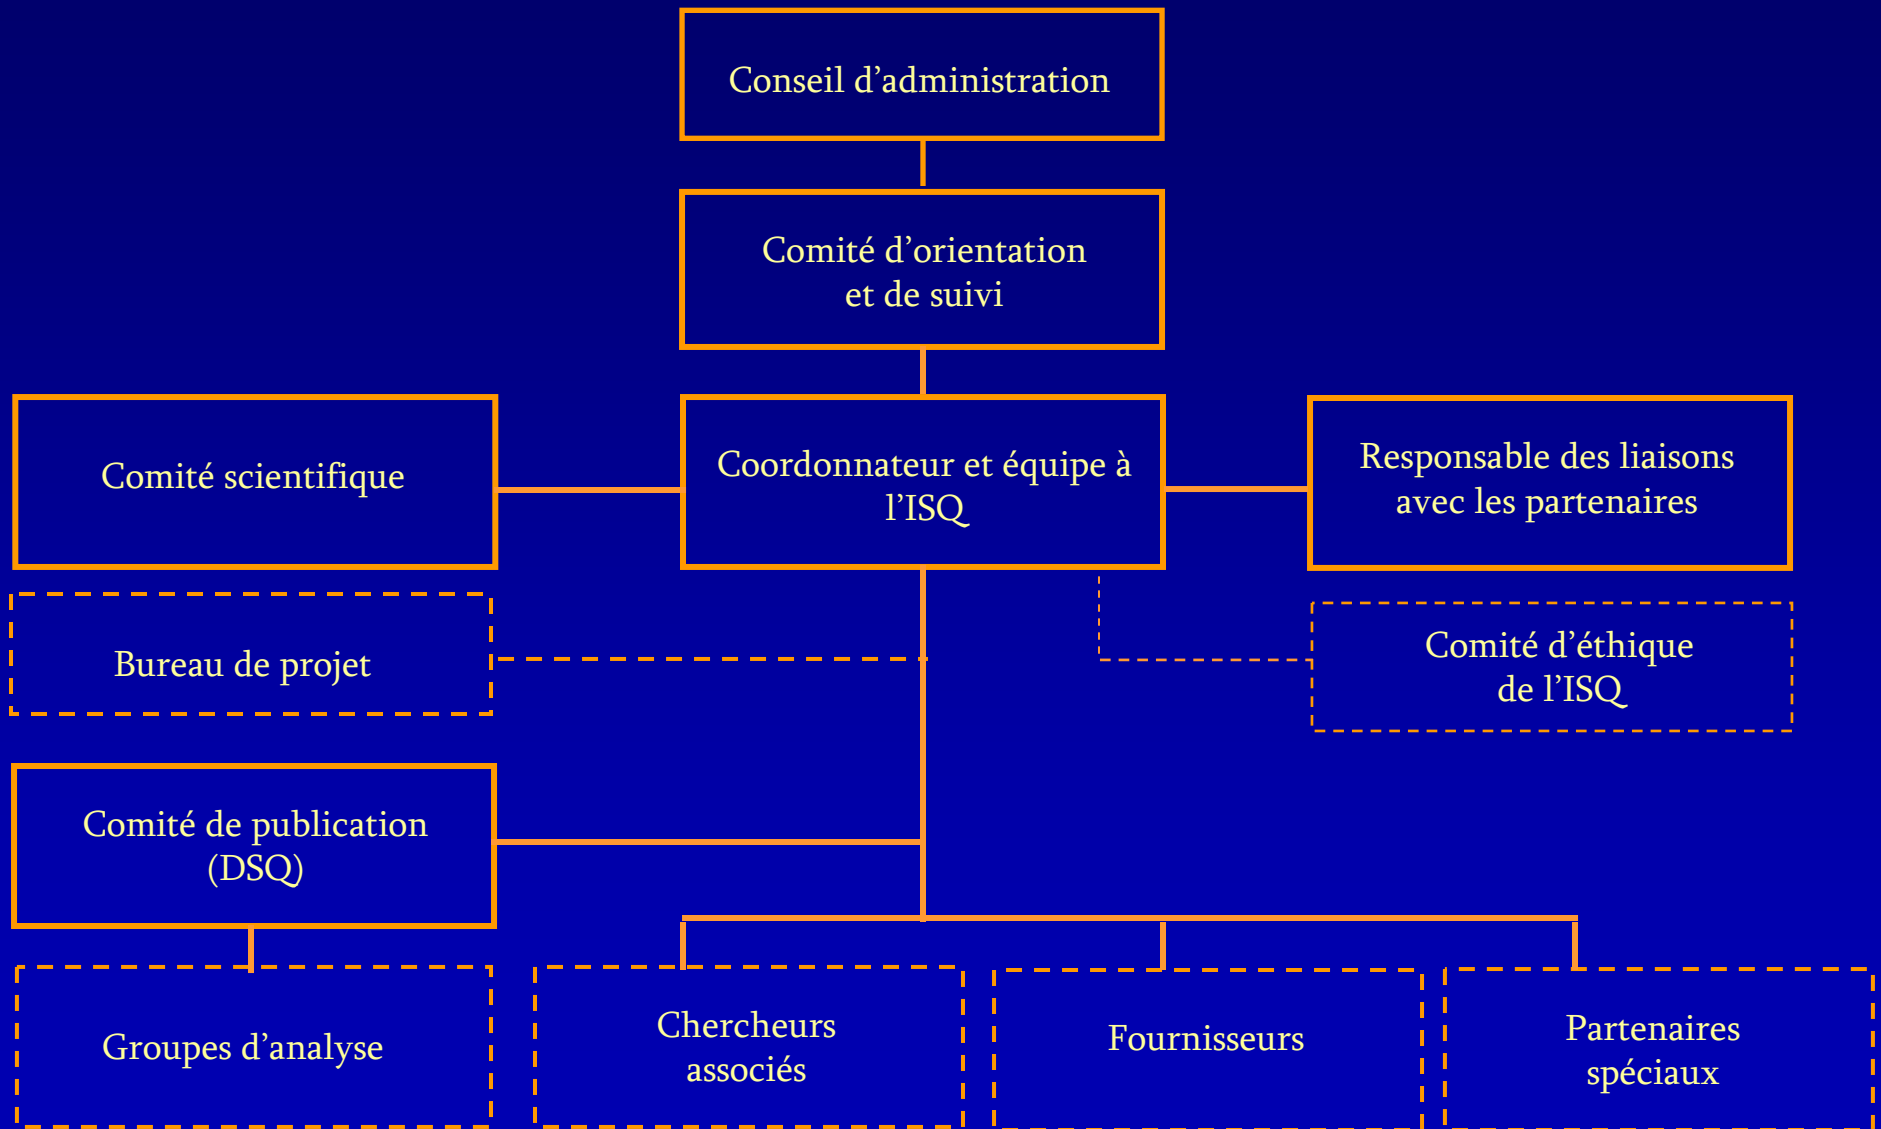 Conseil d’administration
Comité d’orientation
et de suivi
Comité scientifique
Coordonnateur et équipe à
l’ISQ
Responsable des liaisons
avec les partenaires
Bureau de projet
Comité d’éthique
de l’ISQ
Comité de publication
(DSQ)
Groupes d’analyse
Chercheurs
associés
Fournisseurs
Partenaires
spéciaux